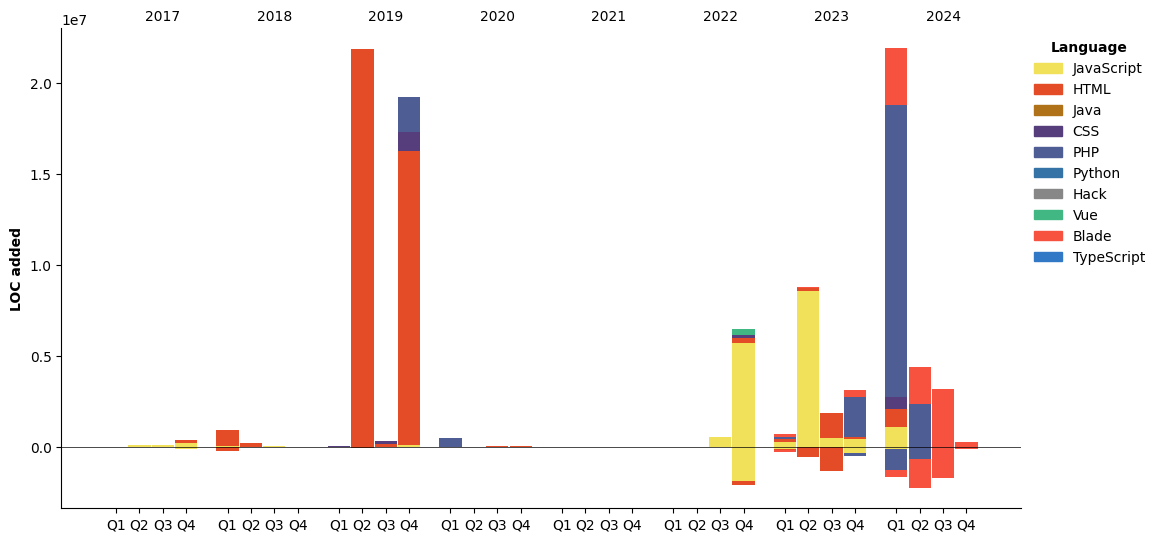 2017 2018 2019 2020 2021 2022 2023 2024
1e7
Language
JavaScript
HTML
Java
CSS
PHP
Python
Hack
Vue
Blade
TypeScript
2.0
1.5
1.0
0.5
0.0
LOC added
Q1 Q2 Q3 Q4 Q1 Q2 Q3 Q4 Q1 Q2 Q3 Q4 Q1 Q2 Q3 Q4 Q1 Q2 Q3 Q4 Q1 Q2 Q3 Q4 Q1 Q2 Q3 Q4 Q1 Q2 Q3 Q4